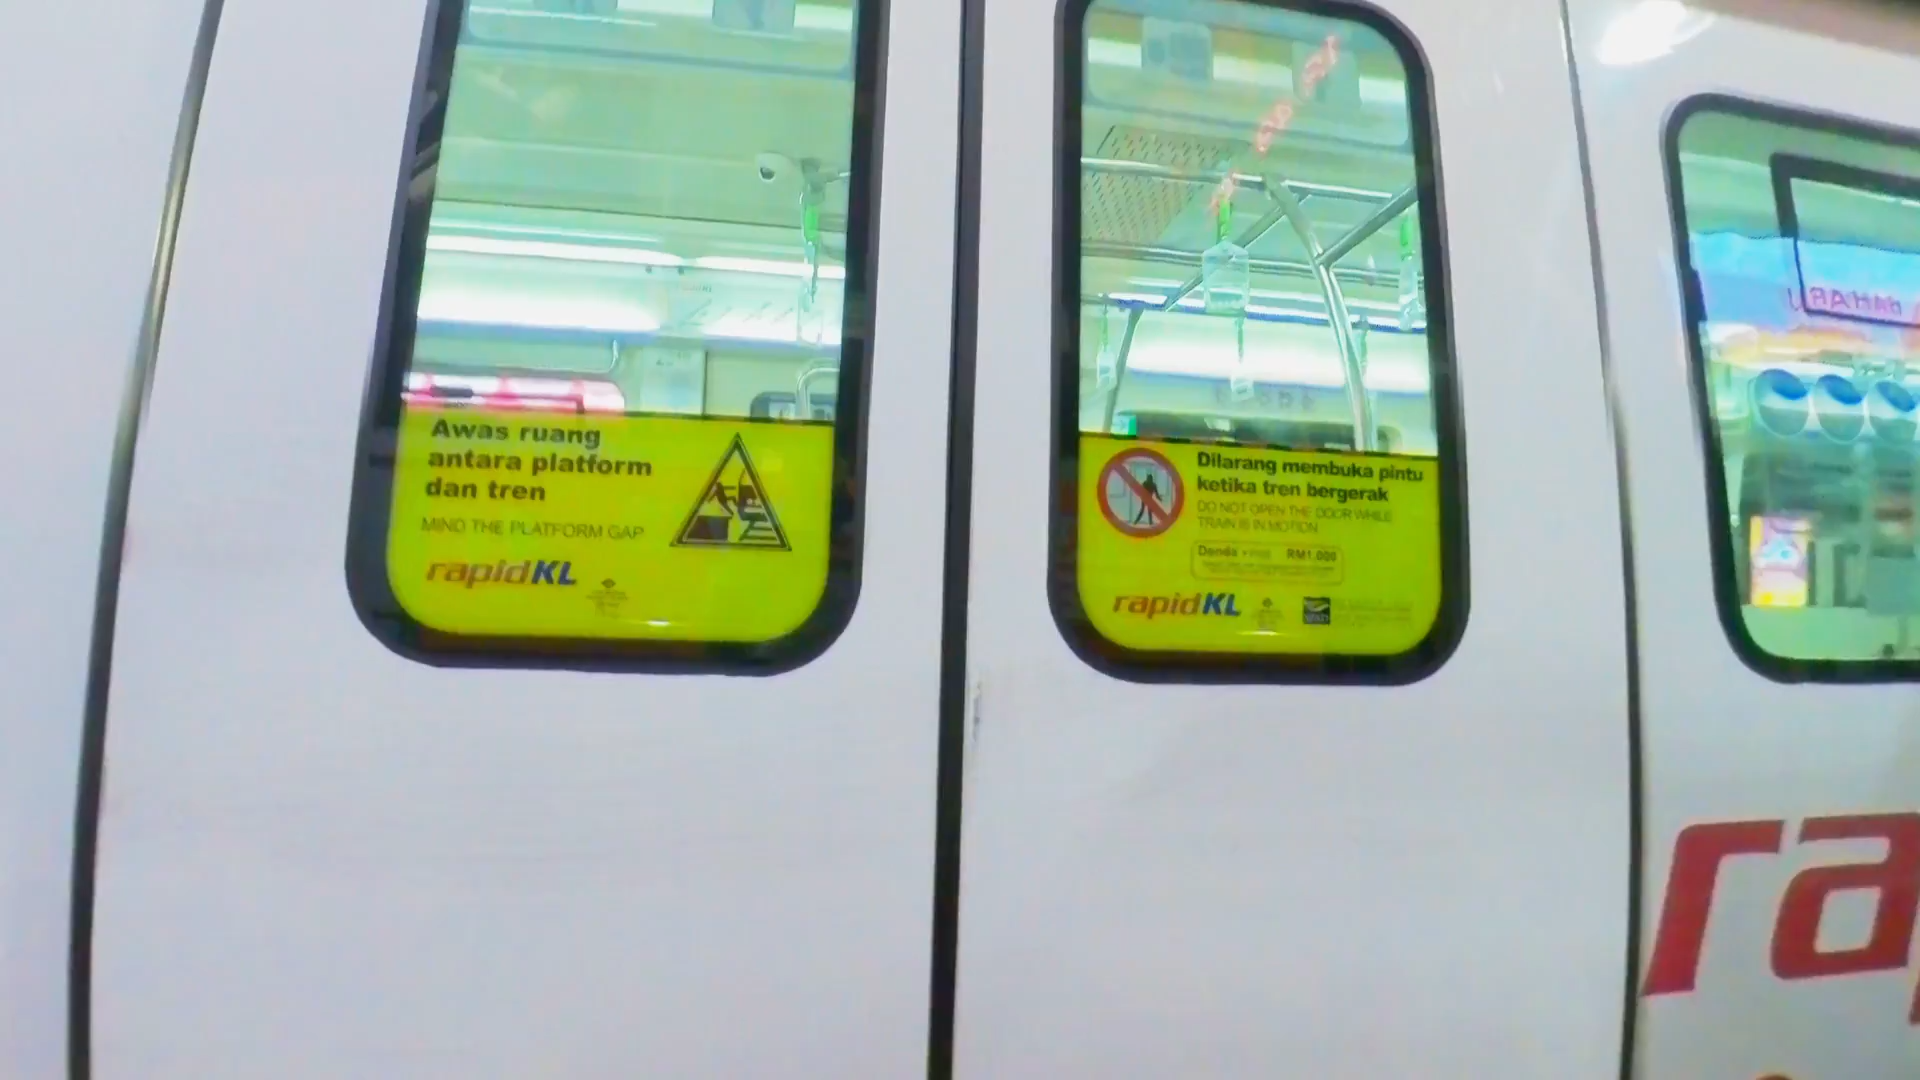 Awas ruang
antara platform
dan tren
MIND THE PLATFORM GAP
rapidKL
Dilarang membuka pintu
ketika tren bergerak
DO NOT OPEN THE DOOR WHILE
TRAIN IS IN MOTION
Denda RM1,000
rapidKL
ra